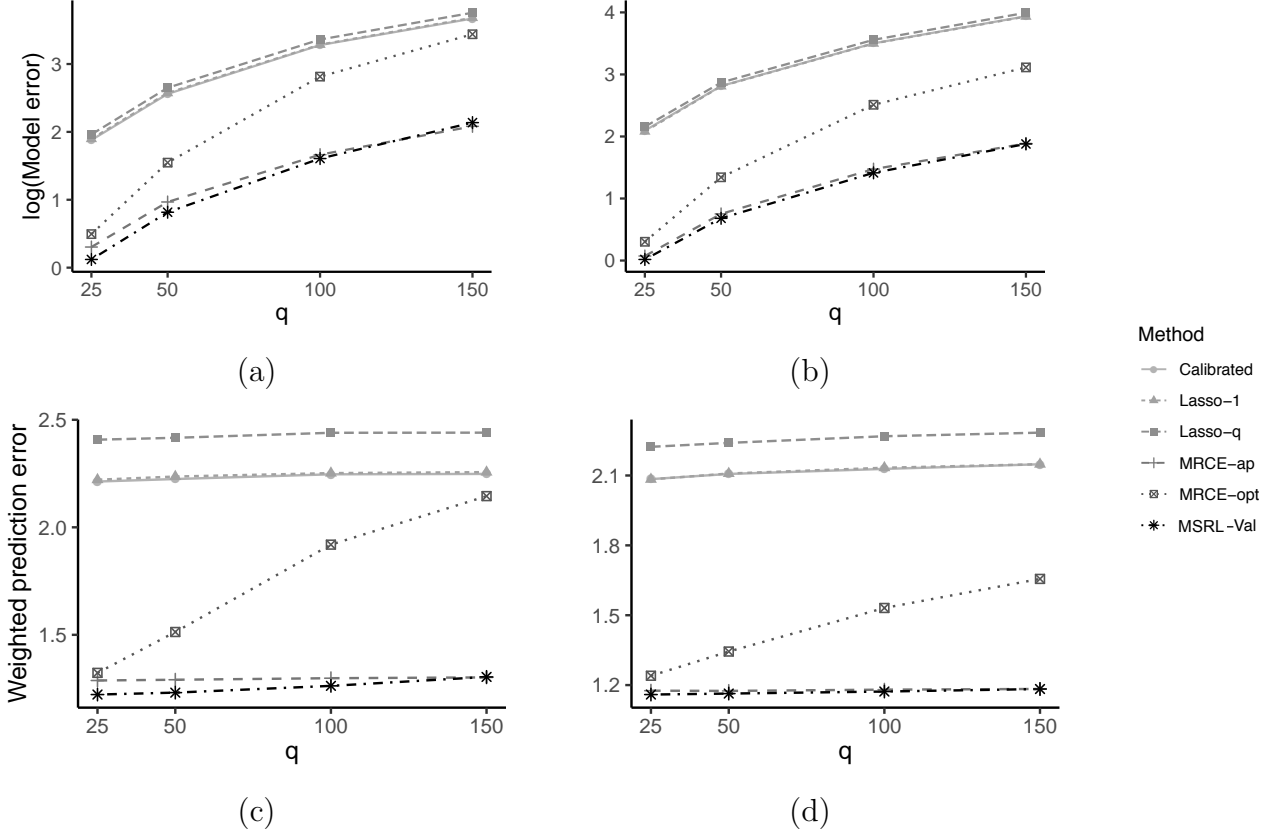 log(Model error)
3
2
1
0
25
50
100
150
q
(a)
4
3
2
1
0
25
50
100
150
q
(b)
Weighted prediction error
2.5
2.0
1.5
25
50
100
150
q
(c)
2.1
1.8
1.5
1.2
25
50
100
150
q
(d)
Method
Calibrated
Lasso-1
Lasso-q
MRCE-ap
MRCE-opt
MSRL-Val